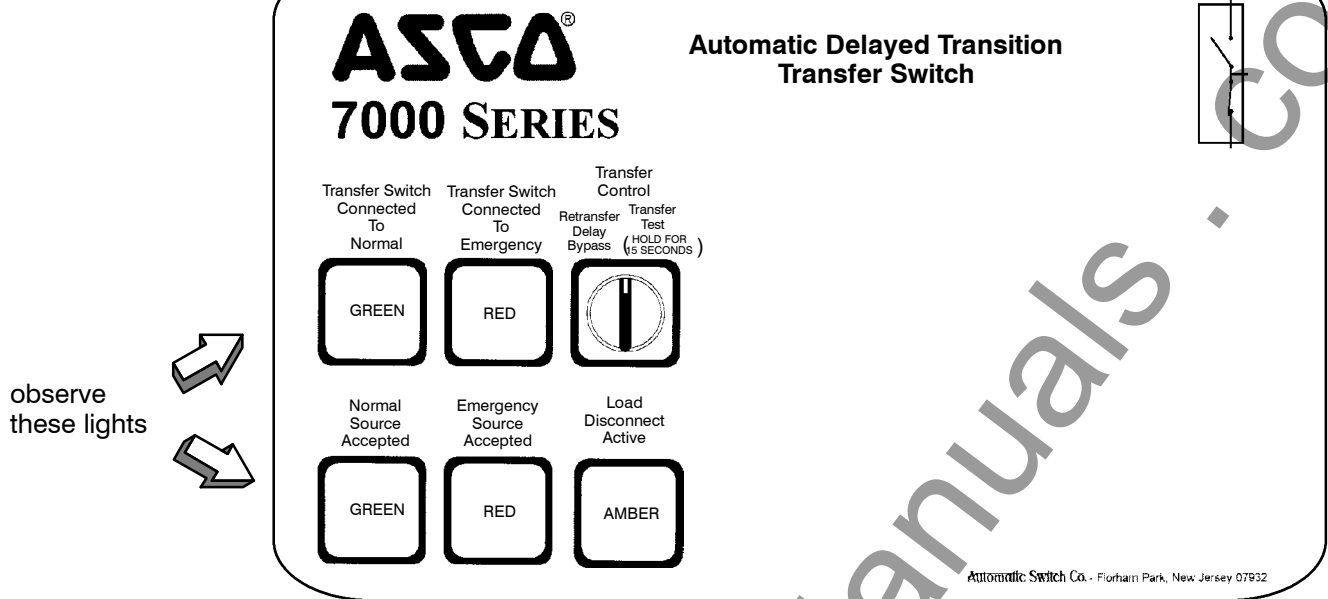 ASCO®
7000 SERIES
Automatic Delayed Transition
Transfer Switch
Transfer Switch
Connected
To
Normal
Transfer Switch
Connected
To
Emergency
Transfer
Control
Retransfer
Delay
Bypass
Transfer
Test
(HOLD FOR
15 SECONDS)
GREEN
RED
observe
these lights
Normal
Source
Accepted
Emergency
Source
Accepted
Load
Disconnect
Active
GREEN
RED
AMBER
Automatic Switch Co. - Florham Park, New Jersey 07932
anuals . co